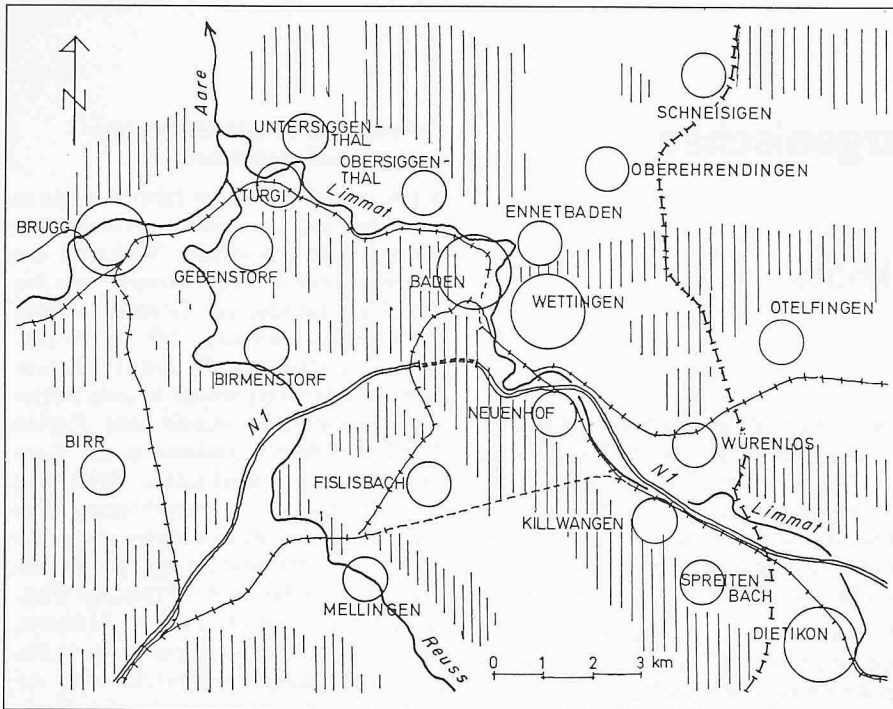 N
Aare
SCHNEISIGEN
UNTERSIGGEN-
THAL
OBERSIGGEN-
THAL
OBEREHRENDINGEN
TURGI
Limmat
ENNETBADEN
BRUGG
GEBENSTORF
BADEN
WETTINGEN
OTELFINGEN
BIRMENSTORF
N1
NEUENHOF
BIRR
WÜRENLOS
FISLISBACH
N1
Limmat
KILLWANGEN
SPREITEN-
BACH
MELLINGEN
DIETIKON
Reuss
0 1 2 3 km